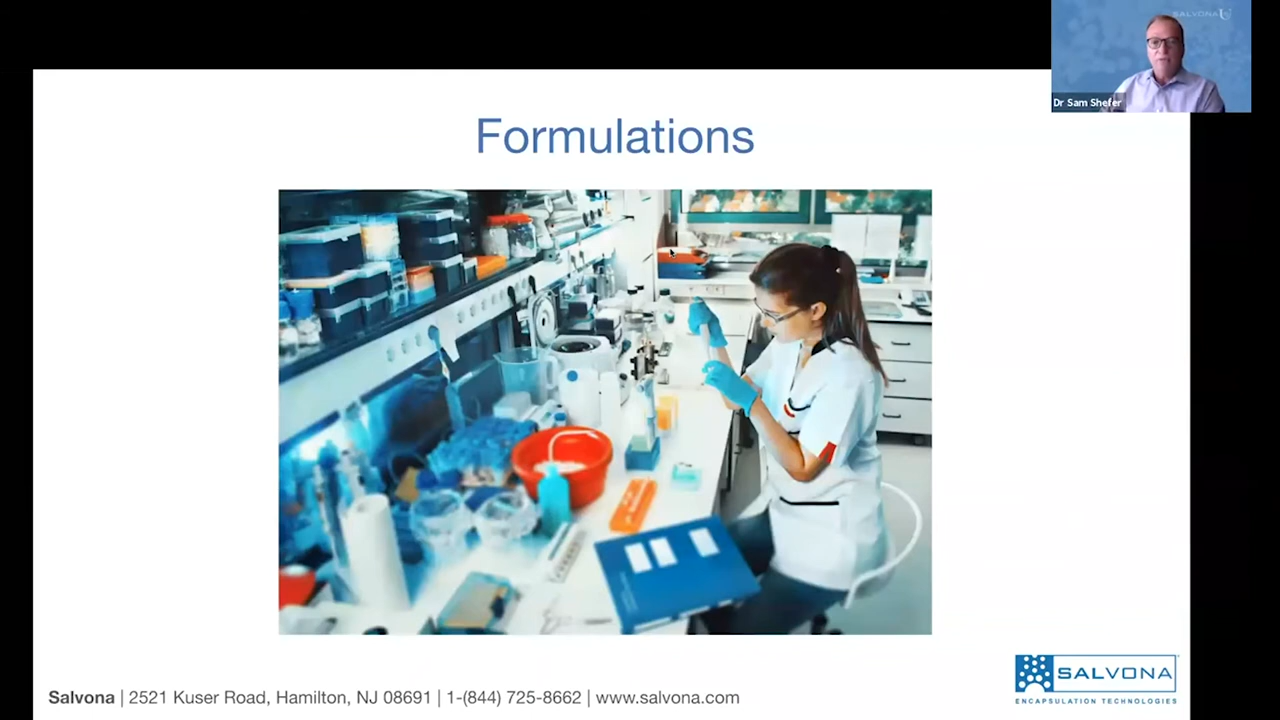 SALVONA
Dr Sam Shefer
Formulations
SALVONA
ENCAPSULATION TECHNOLOGIES
Salvona | 2521 Kuser Road, Hamilton, NJ 08691 | 1-(844) 725-8662 | www.salvona.com